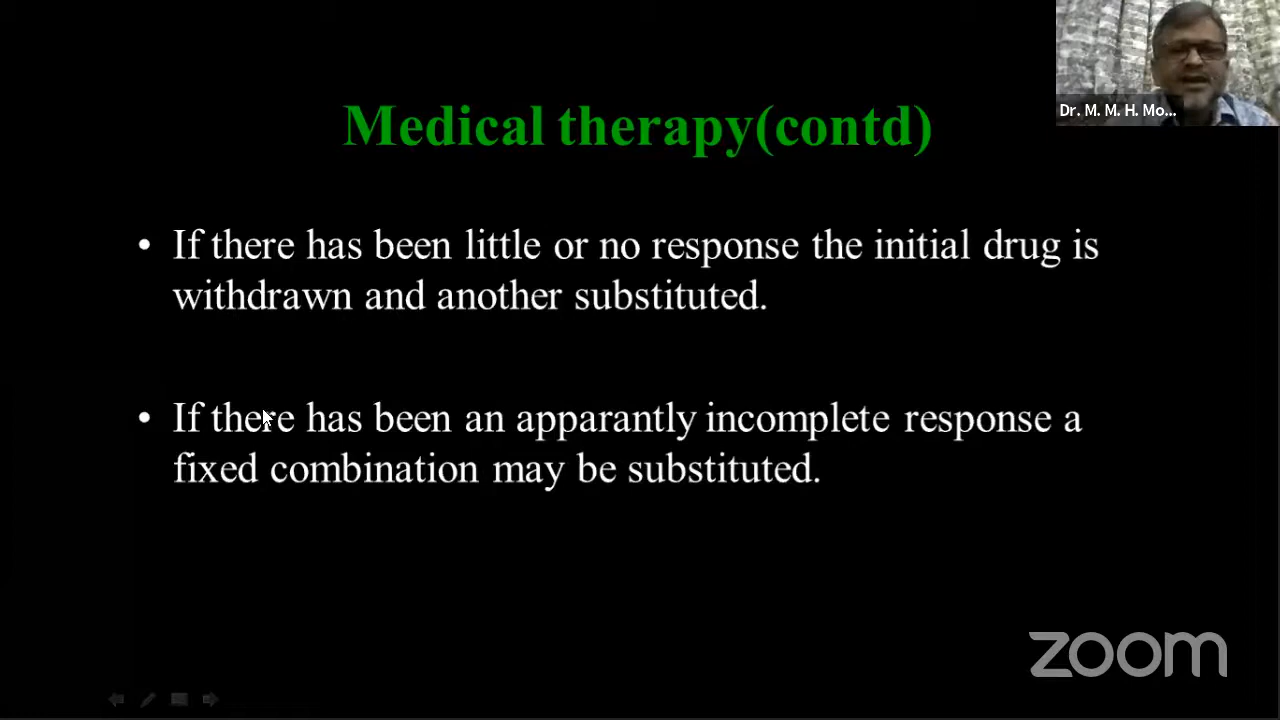 Dr. M. M. H. Mo...
Medical therapy(contd)
• If there has been little or no response the initial drug is
withdrawn and another substituted.
• If there has been an apparantly incomplete response a
fixed combination may be substituted.
zoom